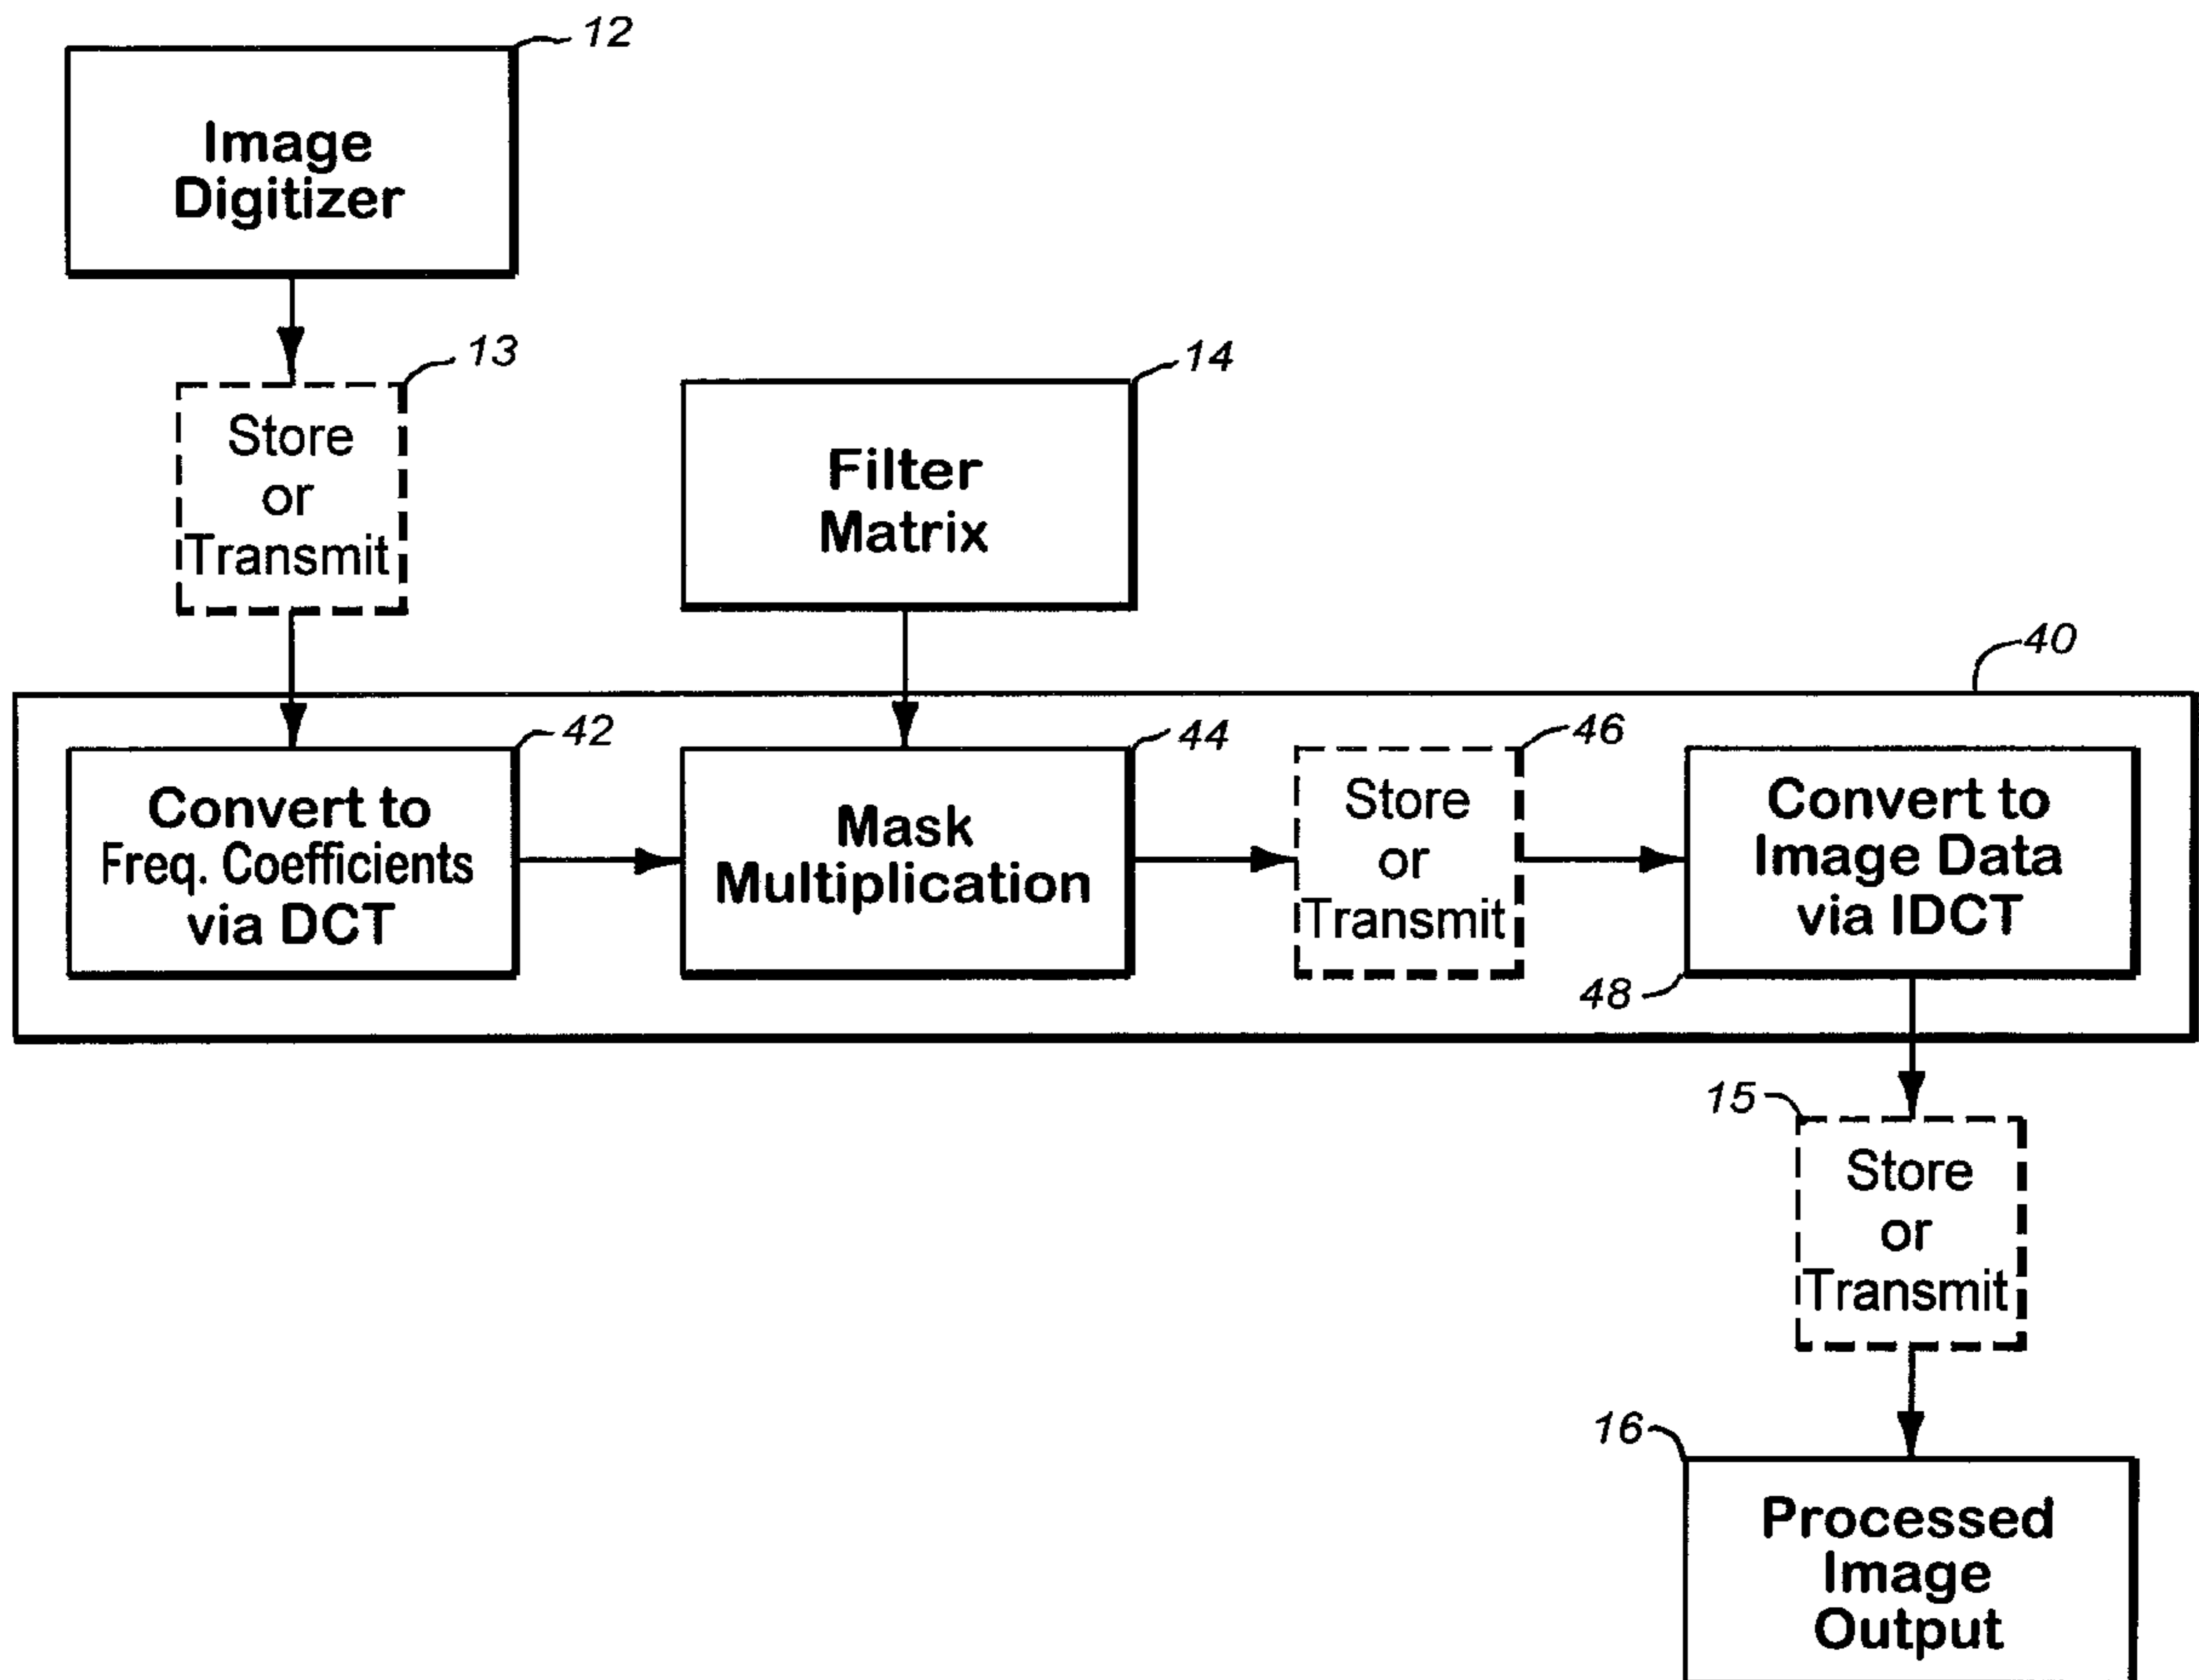 12
Image
Digitizer
13
Store
or
Transmit
14
Filter
Matrix
40
42
Convert to
Freq. Coefficients
via DCT
44
Mask
Multiplication
46
Store
or
Transmit
Convert to
Image Data
via IDCT
48
15
Store
or
Transmit
16
Processed
Image
Output